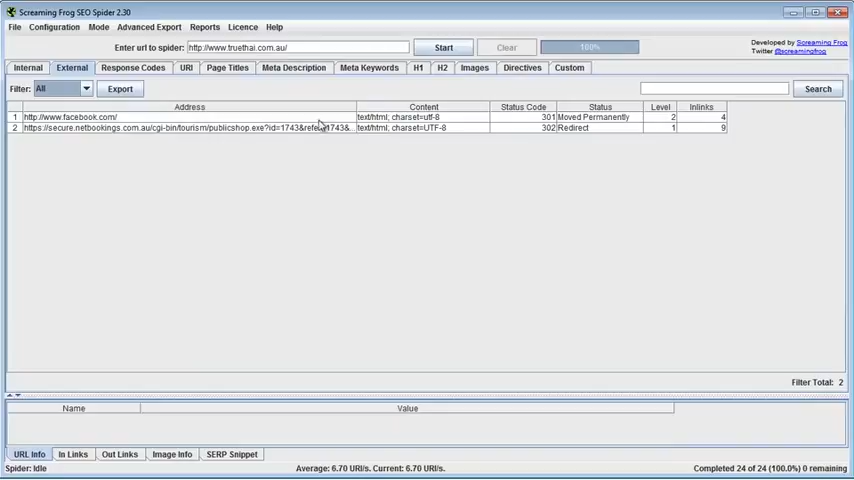 Screaming Frog SEO Spider 2.30
File Configuration Mode Advanced Export Reports Licence Help
Enter url to spider: http://www.truethai.com.au/ Start Clear 100% Developed by Screaming Frog
Twitter @screamingfrog
Internal External Response Codes URI Page Titles Meta Description Meta Keywords H1 H2 Images Directives Custom
Filter: All Export Search
Address Content Status Code Status Level Inlinks
1 http://www.facebook.com/ text/html; charset=utf-8 301 Moved Permanently 2 4
2 https://secure.netbookings.com.au/cgi-bin/tourism/publicshop.exe?id=1743&refe 1743&... text/html; charset=UTF-8 302 Redirect 1 9
Filter Total: 2
Name Value
URL Info In Links Out Links Image Info SERP Snippet
Spider: Idle Average: 6.70 URI/s. Current: 6.70 URI/s. Completed 24 of 24 (100.0%) 0 remaining